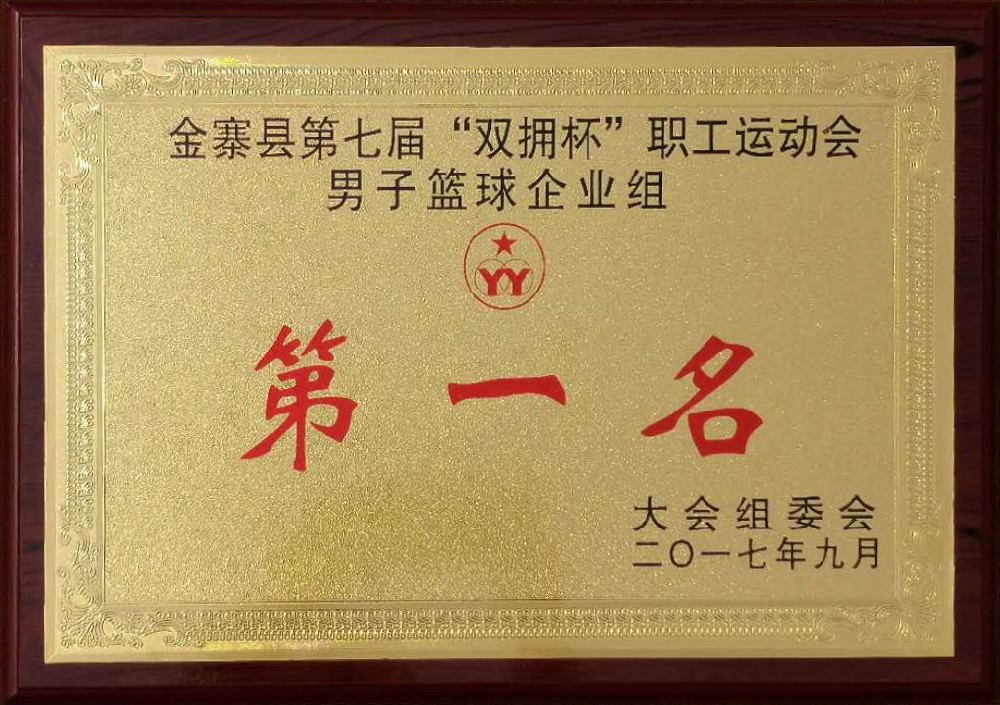 金寨县第七届“双拥杯”职工运动会
男子篮球企业组
YY
第一名
大会组委会
二〇一七年九月